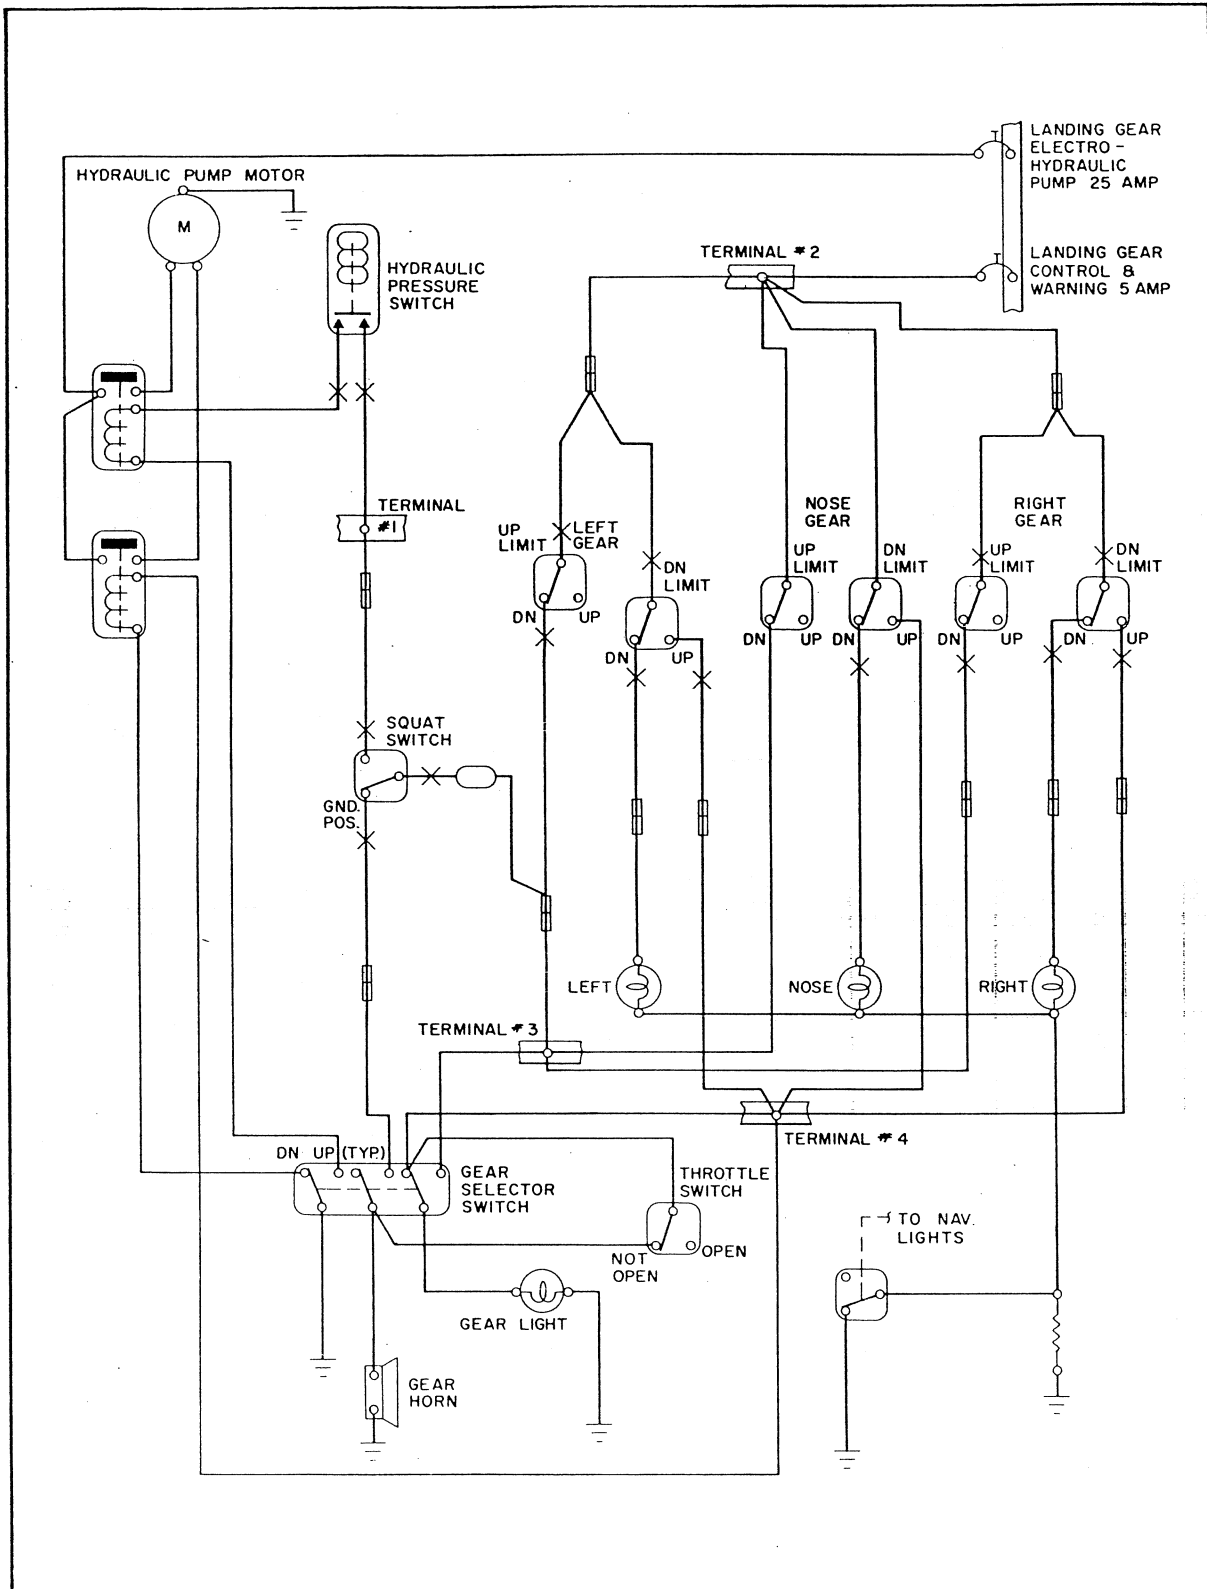 LANDING GEAR
ELECTRO-
HYDRAULIC
PUMP 25 AMP
HYDRAULIC PUMP MOTOR
M
TERMINAL #2
LANDING GEAR
CONTROL &
WARNING 5 AMP
HYDRAULIC
PRESSURE
SWITCH
TERMINAL
#1
UP
LIMIT
LEFT
GEAR
DN
LIMIT
DN
UP
DN
UP
NOSE
GEAR
UP
LIMIT
DN
LIMIT
DN
UP
DN
UP
RIGHT
GEAR
UP
LIMIT
DN
LIMIT
DN
UP
DN
UP
SQUAT
SWITCH
GND.
POS.
LEFT
NOSE
RIGHT
TERMINAL #3
TERMINAL #4
DN UP (TYP.)
GEAR
SELECTOR
SWITCH
THROTTLE
SWITCH
NOT
OPEN
OPEN
TO NAV.
LIGHTS
GEAR LIGHT
GEAR
HORN